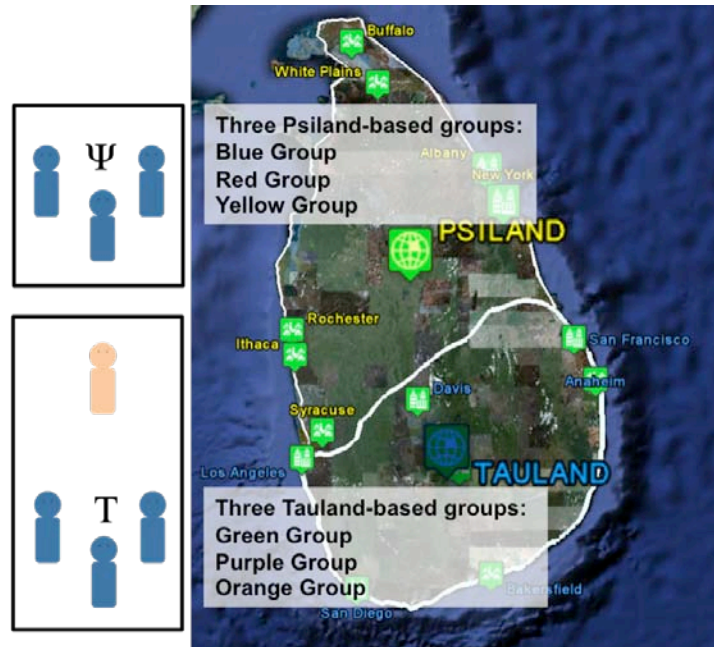 Ψ
T
Buffalo
White Plains
Three Psiland-based groups:
Blue Group
Red Group
Yellow Group
Albany
New York
PSILAND
Rochester
Ithaca
San Francisco
Anaheim
Davis
Syracuse
Los Angeles
TAULAND
Three Tauland-based groups:
Green Group
Purple Group
Orange Group
Bakersfield
San Diego